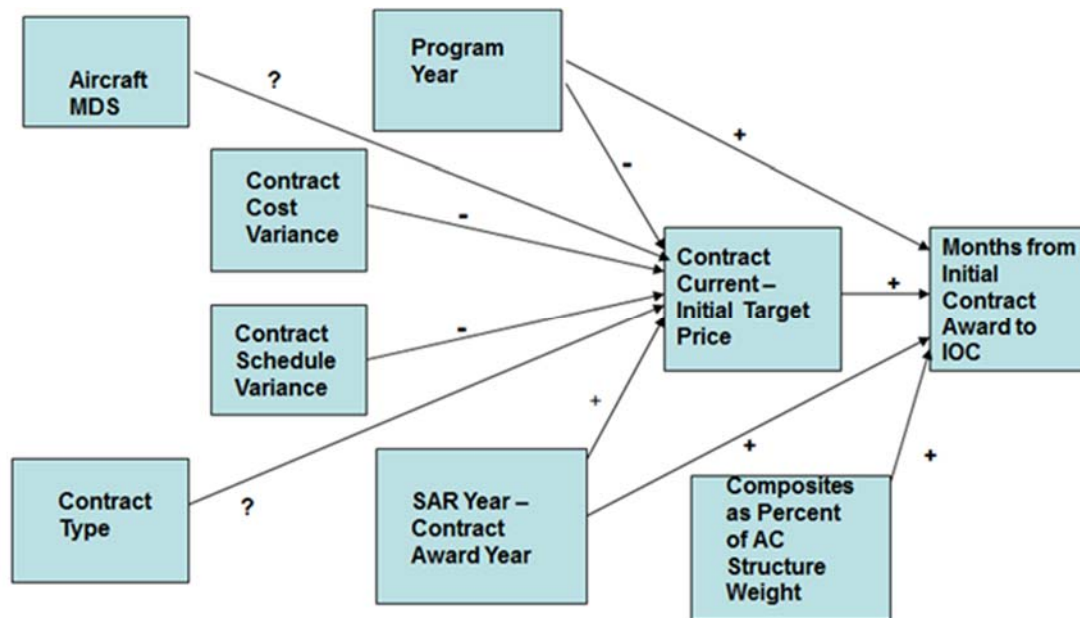 Aircraft
MDS
?
Program
Year
+
-
Contract
Cost
Variance
-
Contract
Current –
Initial Target
Price
+
Months from
Initial
Contract
Award to
IOC
Contract
Schedule
Variance
-
+
+
+
Contract
Type
?
SAR Year –
Contract
Award Year
Composites
as Percent
of AC
Structure
Weight